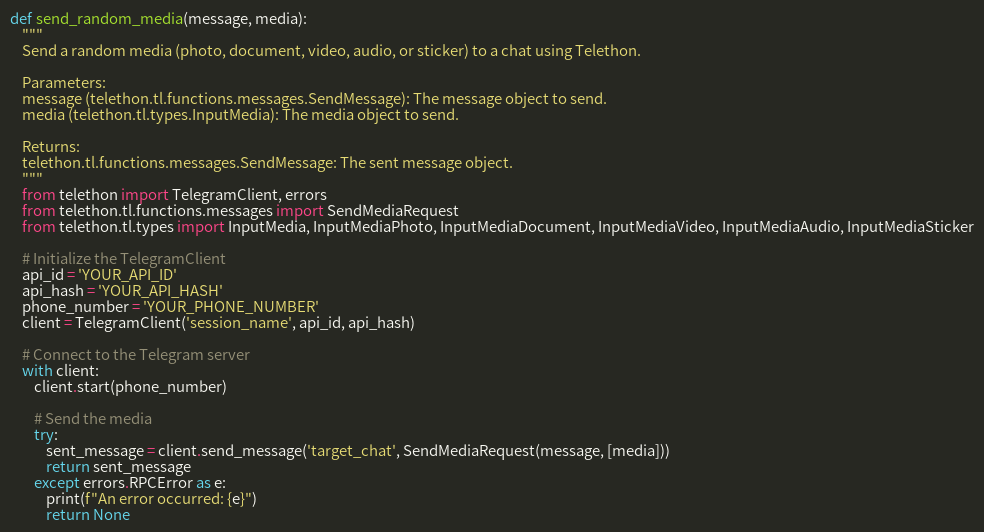 def send_random_media(message, media):
    """
    Send a random media (photo, document, video, audio, or sticker) to a chat using Telethon.

    Parameters:
    message (telethon.tl.functions.messages.SendMessage): The message object to send.
    media (telethon.tl.types.InputMedia): The media object to send.

    Returns:
    telethon.tl.functions.messages.SendMessage: The sent message object.
    """
    from telethon import TelegramClient, errors
    from telethon.tl.functions.messages import SendMediaRequest
    from telethon.tl.types import InputMedia, InputMediaPhoto, InputMediaDocument, InputMediaVideo, InputMediaAudio, InputMediaSticker

    # Initialize the TelegramClient
    api_id = 'YOUR_API_ID'
    api_hash = 'YOUR_API_HASH'
    phone_number = 'YOUR_PHONE_NUMBER'
    client = TelegramClient('session_name', api_id, api_hash)

    # Connect to the Telegram server
    with client:
        client.start(phone_number)

        # Send the media
        try:
            sent_message = client.send_message('target_chat', SendMediaRequest(message, [media]))
            return sent_message
        except errors.RPCError as e:
            print(f"An error occurred: {e}")
            return None